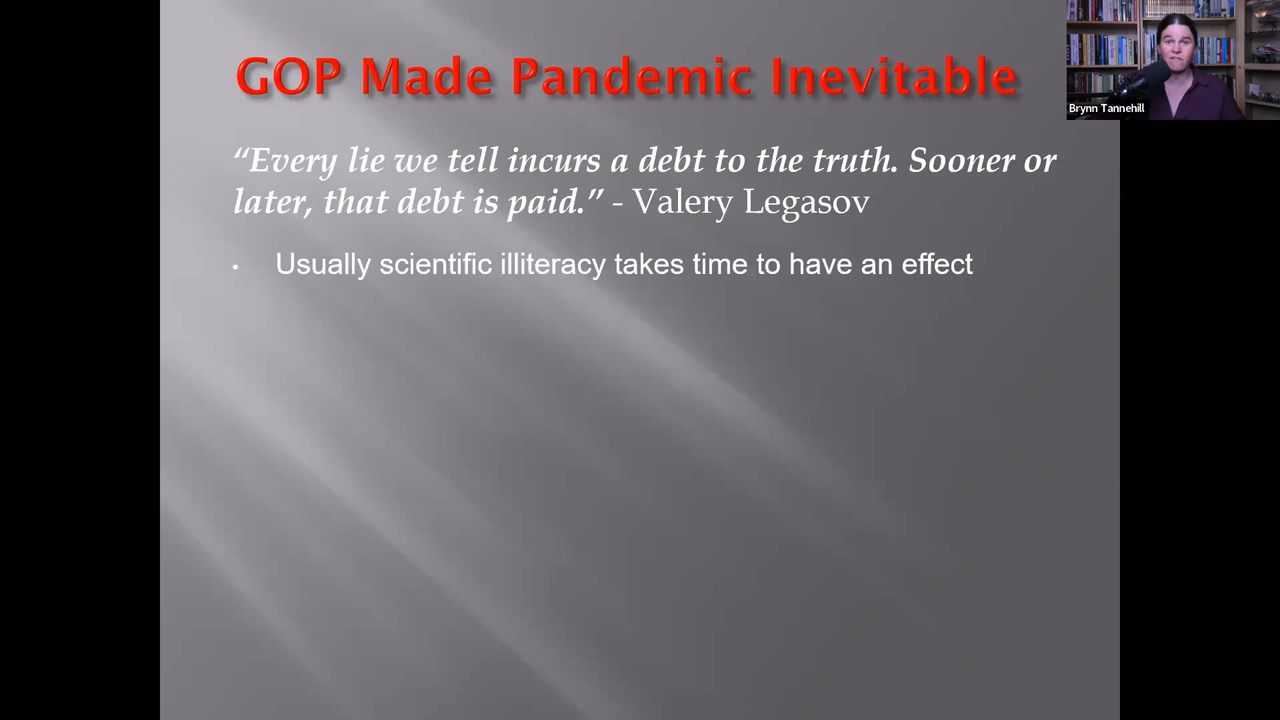 GOP Made Pandemic Inevitable
Brynn Tannehill
“Every lie we tell incurs a debt to the truth. Sooner or
later, that debt is paid.” - Valery Legasov
• Usually scientific illiteracy takes time to have an effect